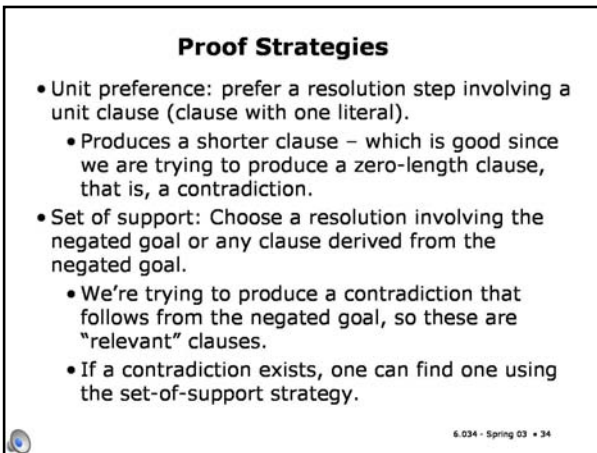 Proof Strategies
• Unit preference: prefer a resolution step involving a
unit clause (clause with one literal).
• Produces a shorter clause – which is good since
we are trying to produce a zero-length clause,
that is, a contradiction.
• Set of support: Choose a resolution involving the
negated goal or any clause derived from the
negated goal.
• We're trying to produce a contradiction that
follows from the negated goal, so these are
"relevant" clauses.
• If a contradiction exists, one can find one using
the set-of-support strategy.
6.034 - Spring 03 • 34